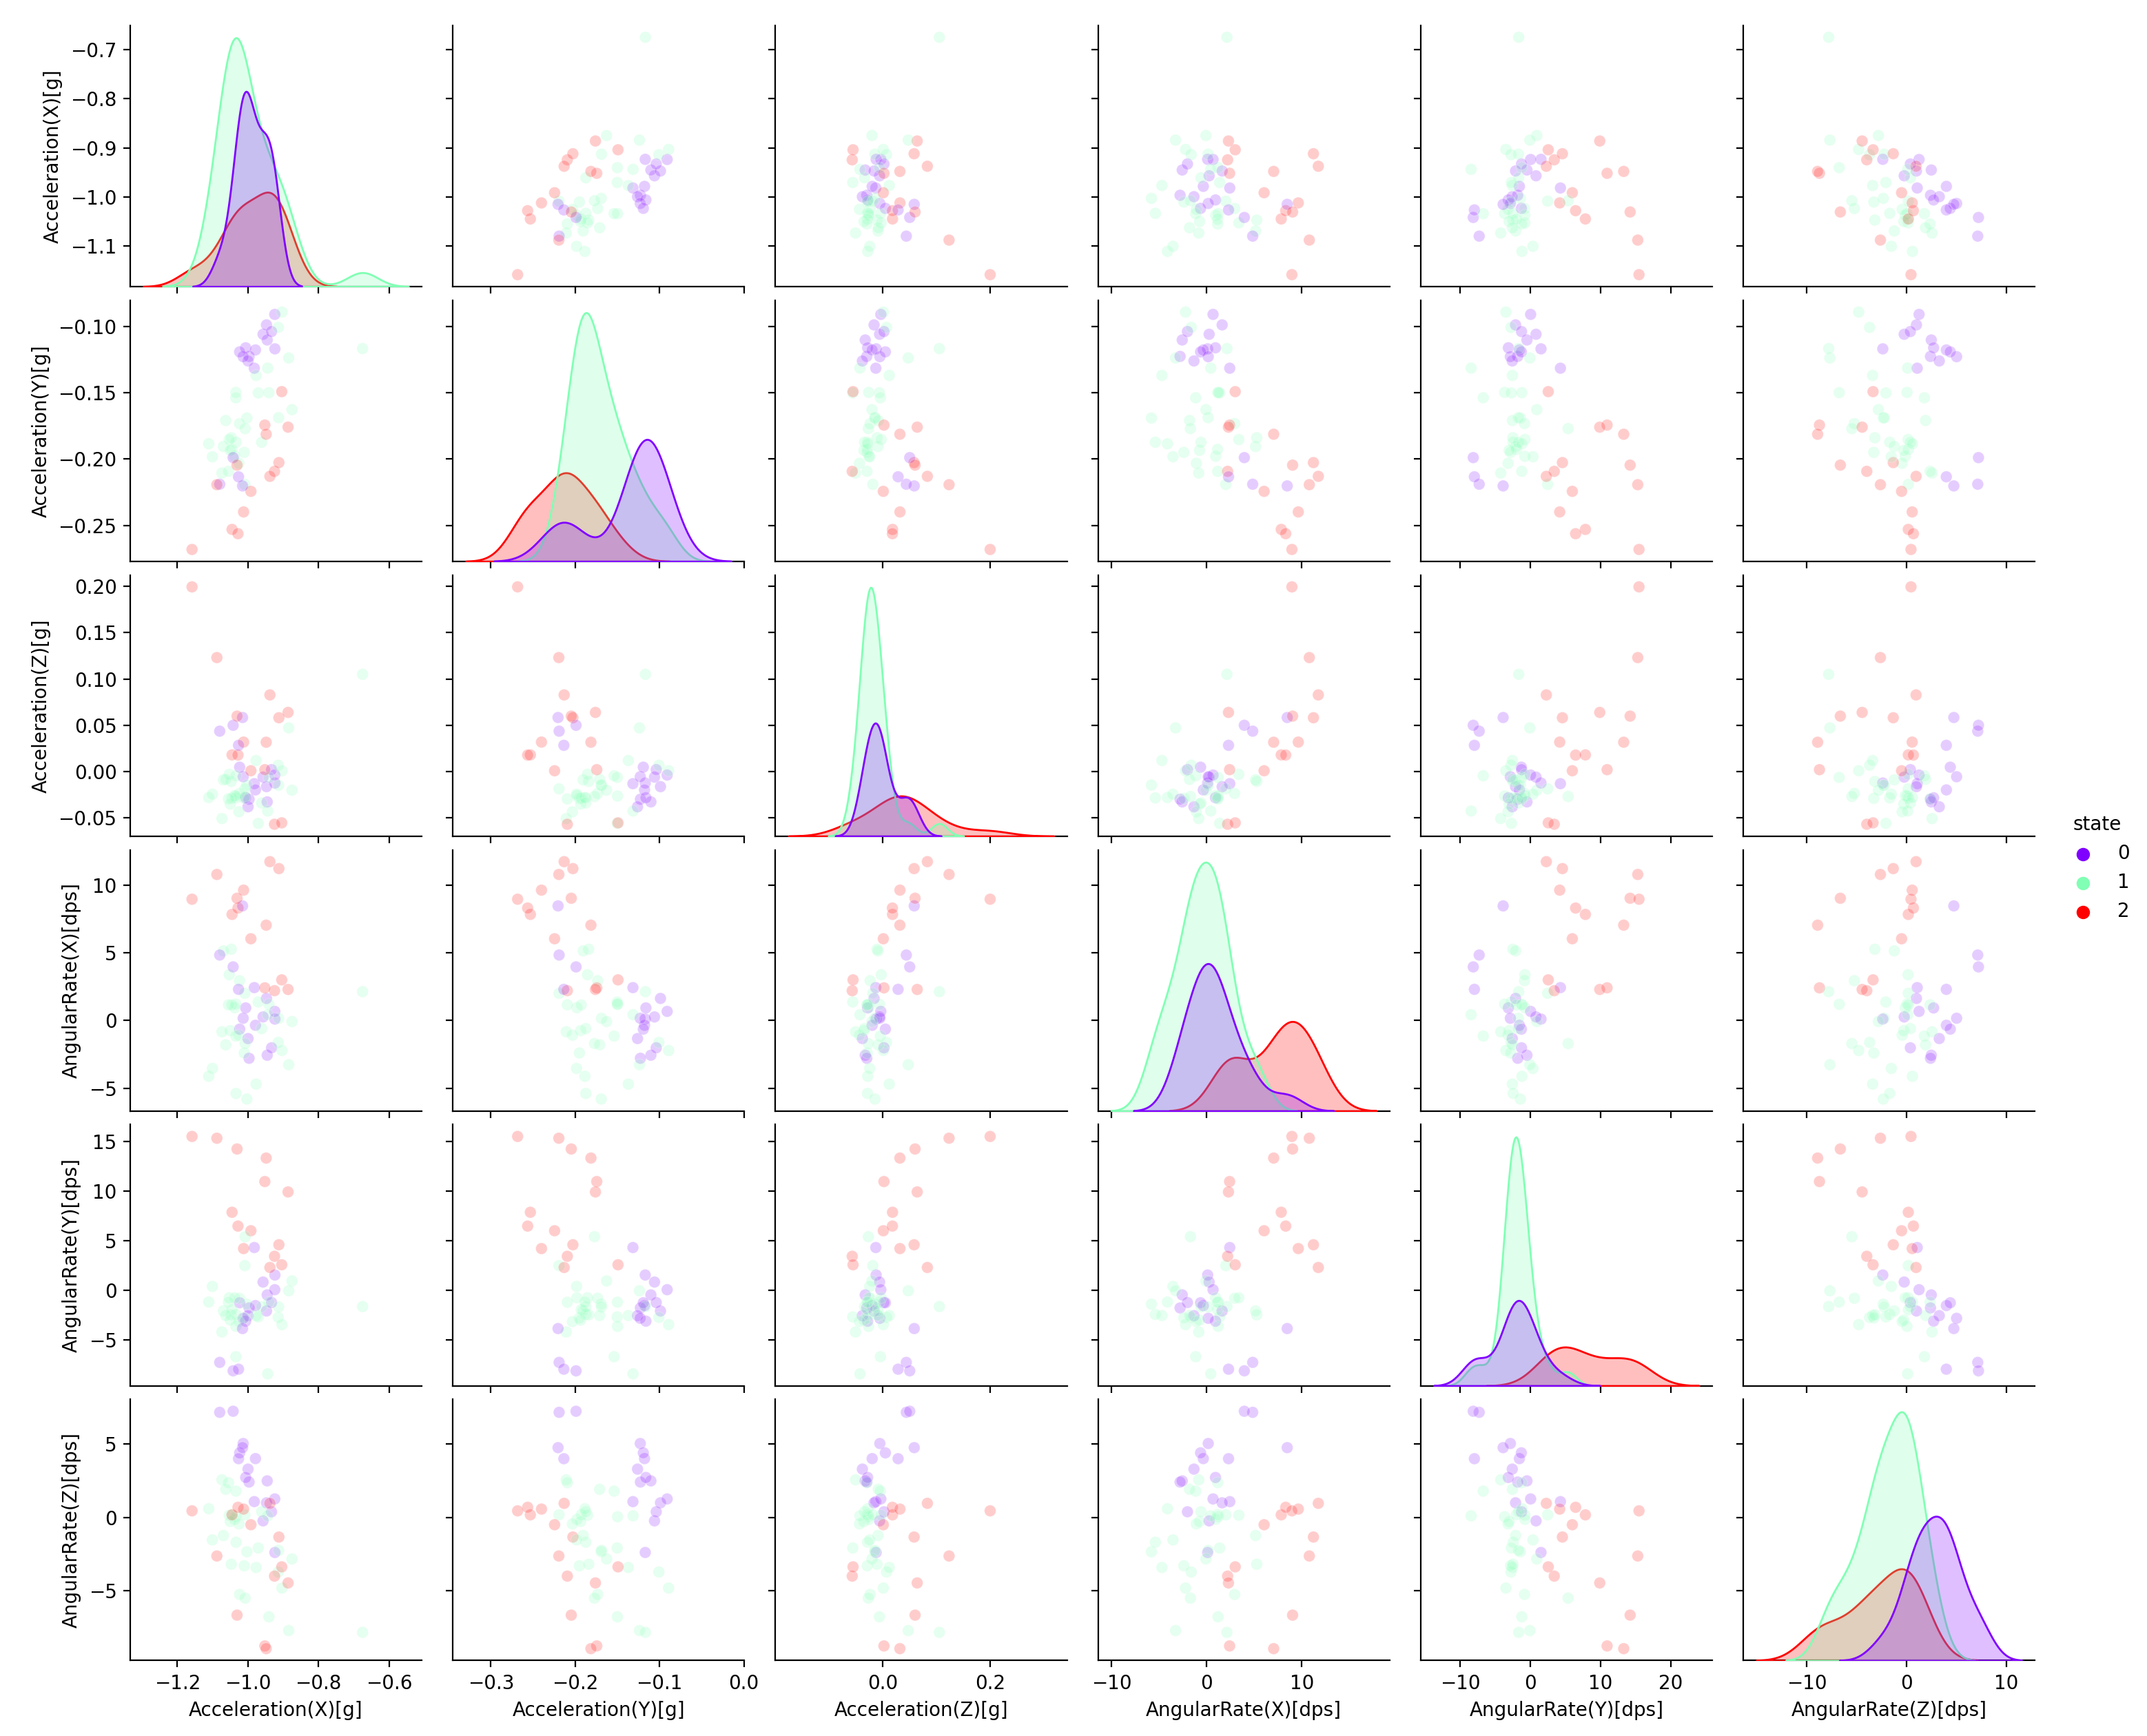 Acceleration(X)[g]
−0.7
−0.8
−0.9
−1.0
−1.1
Acceleration(Y)[g]
−0.10
−0.15
−0.20
−0.25
Acceleration(Z)[g]
0.20
0.15
0.10
0.05
0.00
−0.05
AngularRate(X)[dps]
10
5
0
−5
AngularRate(Y)[dps]
15
10
5
0
−5
AngularRate(Z)[dps]
5
0
−5
−1.2 −1.0 −0.8 −0.6
Acceleration(X)[g]
−0.3 −0.2 −0.1 0.0
Acceleration(Y)[g]
0.0 0.2
Acceleration(Z)[g]
−10 0 10
AngularRate(X)[dps]
−10 0 10 20
AngularRate(Y)[dps]
−10 0 10
AngularRate(Z)[dps]
state
0
1
2